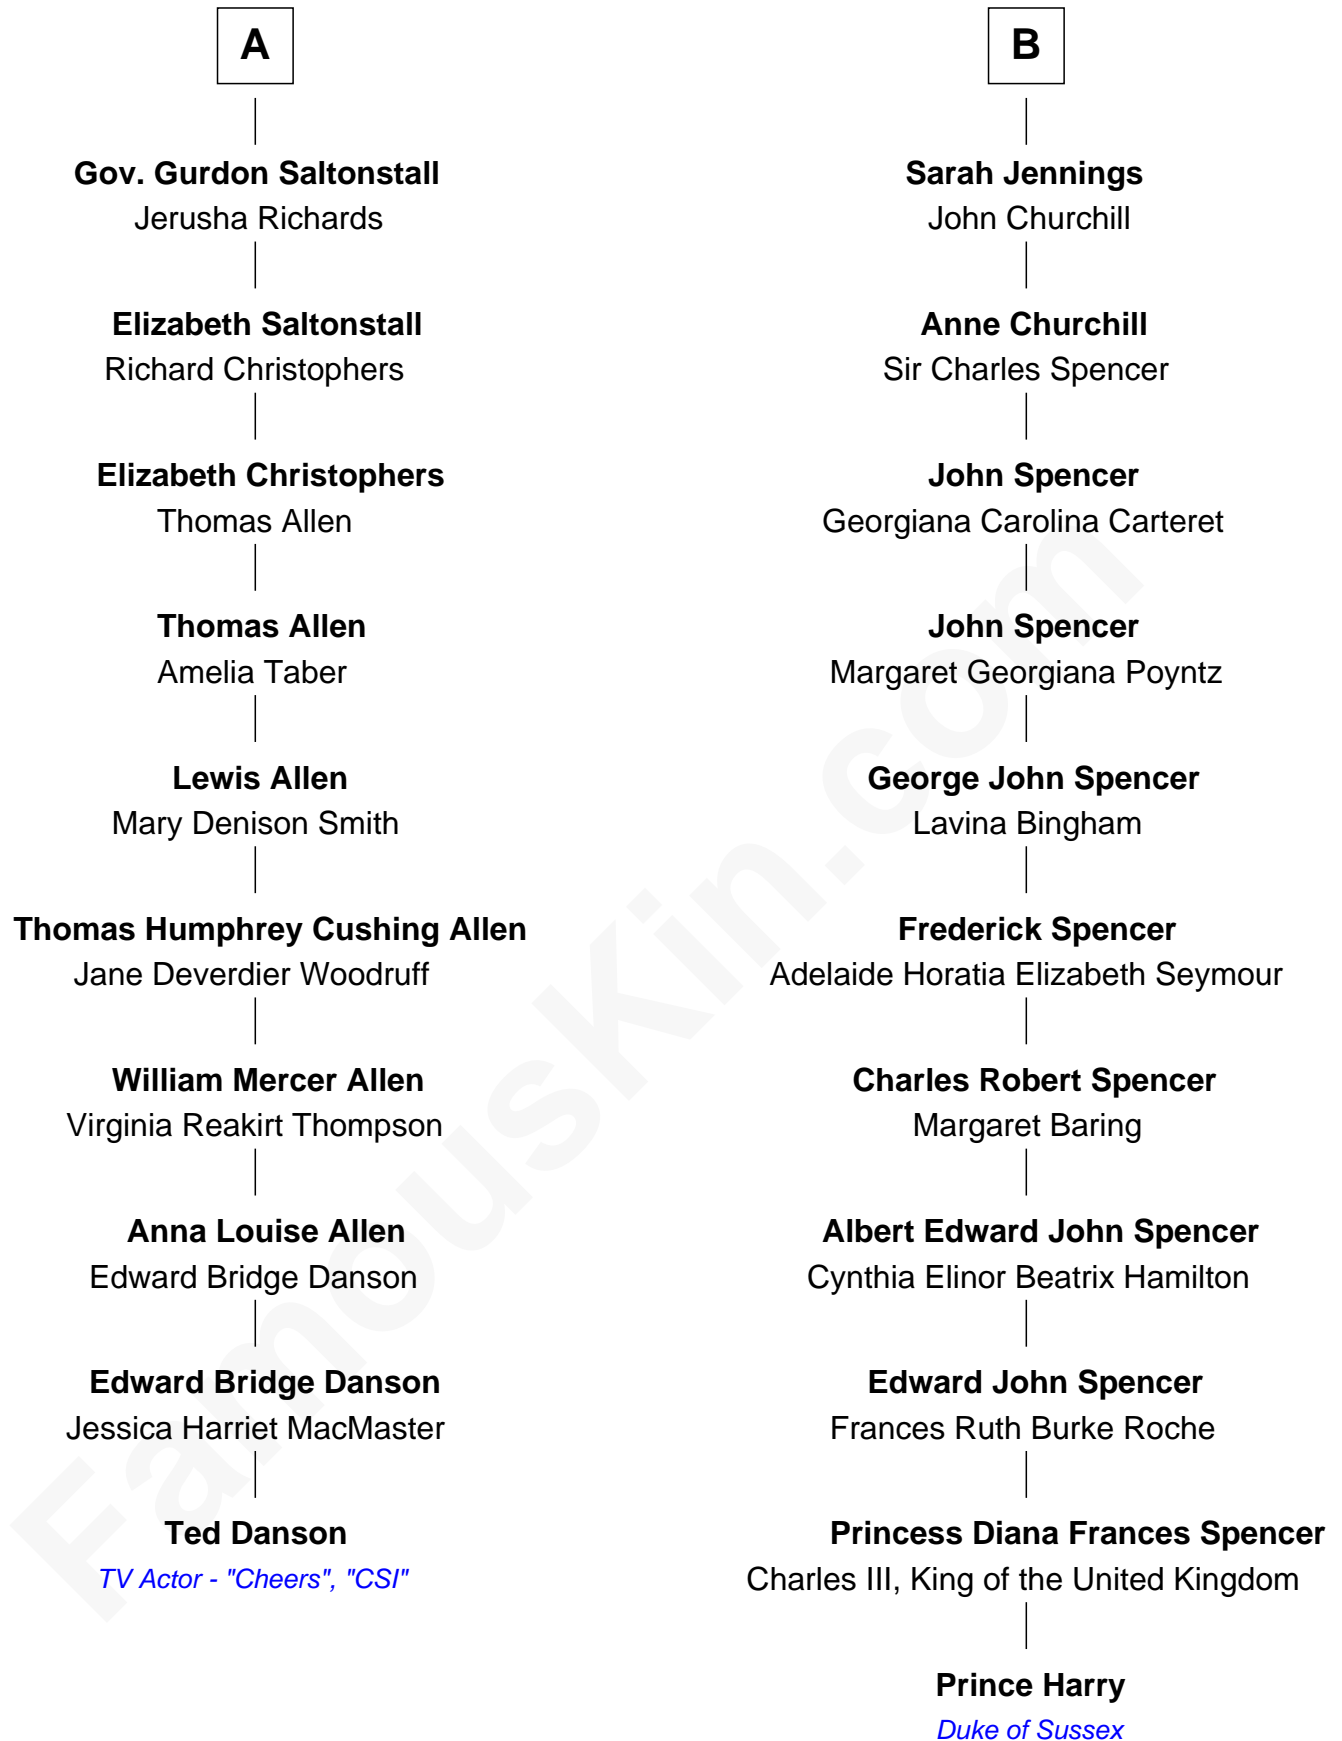 A
Gov. Gurdon Saltonstall
Jerusha Richards
Elizabeth Saltonstall
Richard Christophers
Elizabeth Christophers
Thomas Allen
Thomas Allen
Amelia Taber
Lewis Allen
Mary Denison Smith
Thomas Humphrey Cushing Allen
Jane Deverdier Woodruff
William Mercer Allen
Virginia Reakirt Thompson
Anna Louise Allen
Edward Bridge Danson
Edward Bridge Danson
Jessica Harriet MacMaster
Ted Danson
TV Actor - "Cheers", "CSI"
B
Sarah Jennings
John Churchill
Anne Churchill
Sir Charles Spencer
John Spencer
Georgiana Carolina Carteret
John Spencer
Margaret Georgiana Poyntz
George John Spencer
Lavina Bingham
Frederick Spencer
Adelaide Horatia Elizabeth Seymour
Charles Robert Spencer
Margaret Baring
Albert Edward John Spencer
Cynthia Elinor Beatrix Hamilton
Edward John Spencer
Frances Ruth Burke Roche
Princess Diana Frances Spencer
Charles III, King of the United Kingdom
Prince Harry
Duke of Sussex
FamousKin.com